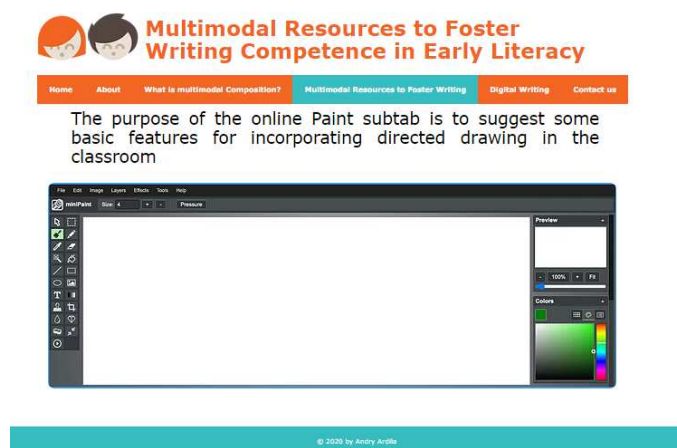 Multimodal Resources to Foster
Writing Competence in Early Literacy
Home About What is multimodal Composition? Multimodal Resources to Foster Writing Digital Writing Contact us
The purpose of the online Paint subtab is to suggest some
basic features for incorporating directed drawing in the
classroom
File Edit Image Layers Effects Tools Help
miniPaint Size 4 + - Pressure
Preview -
- 100% + Fit
Colors -
© 2020 by Andry Ardila